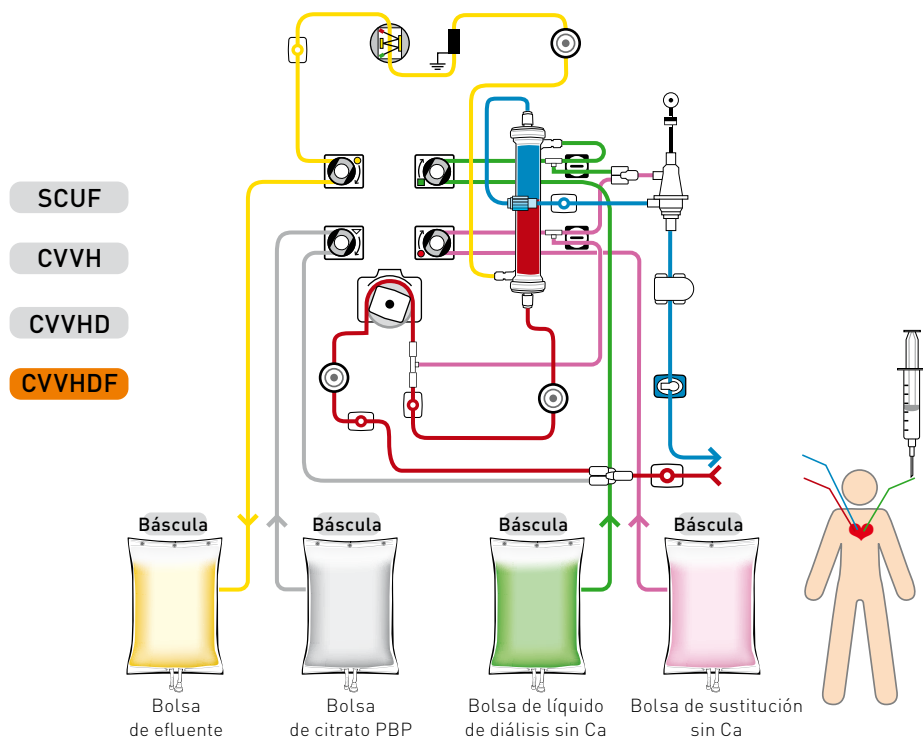 SCUF
CVVH
CVVHD
CVVHDF
Báscula
Báscula
Báscula
Báscula
Bolsa
de efluente
Bolsa
de citrato PBP
Bolsa de líquido
de diálisis sin Ca
Bolsa de sustitución
sin Ca